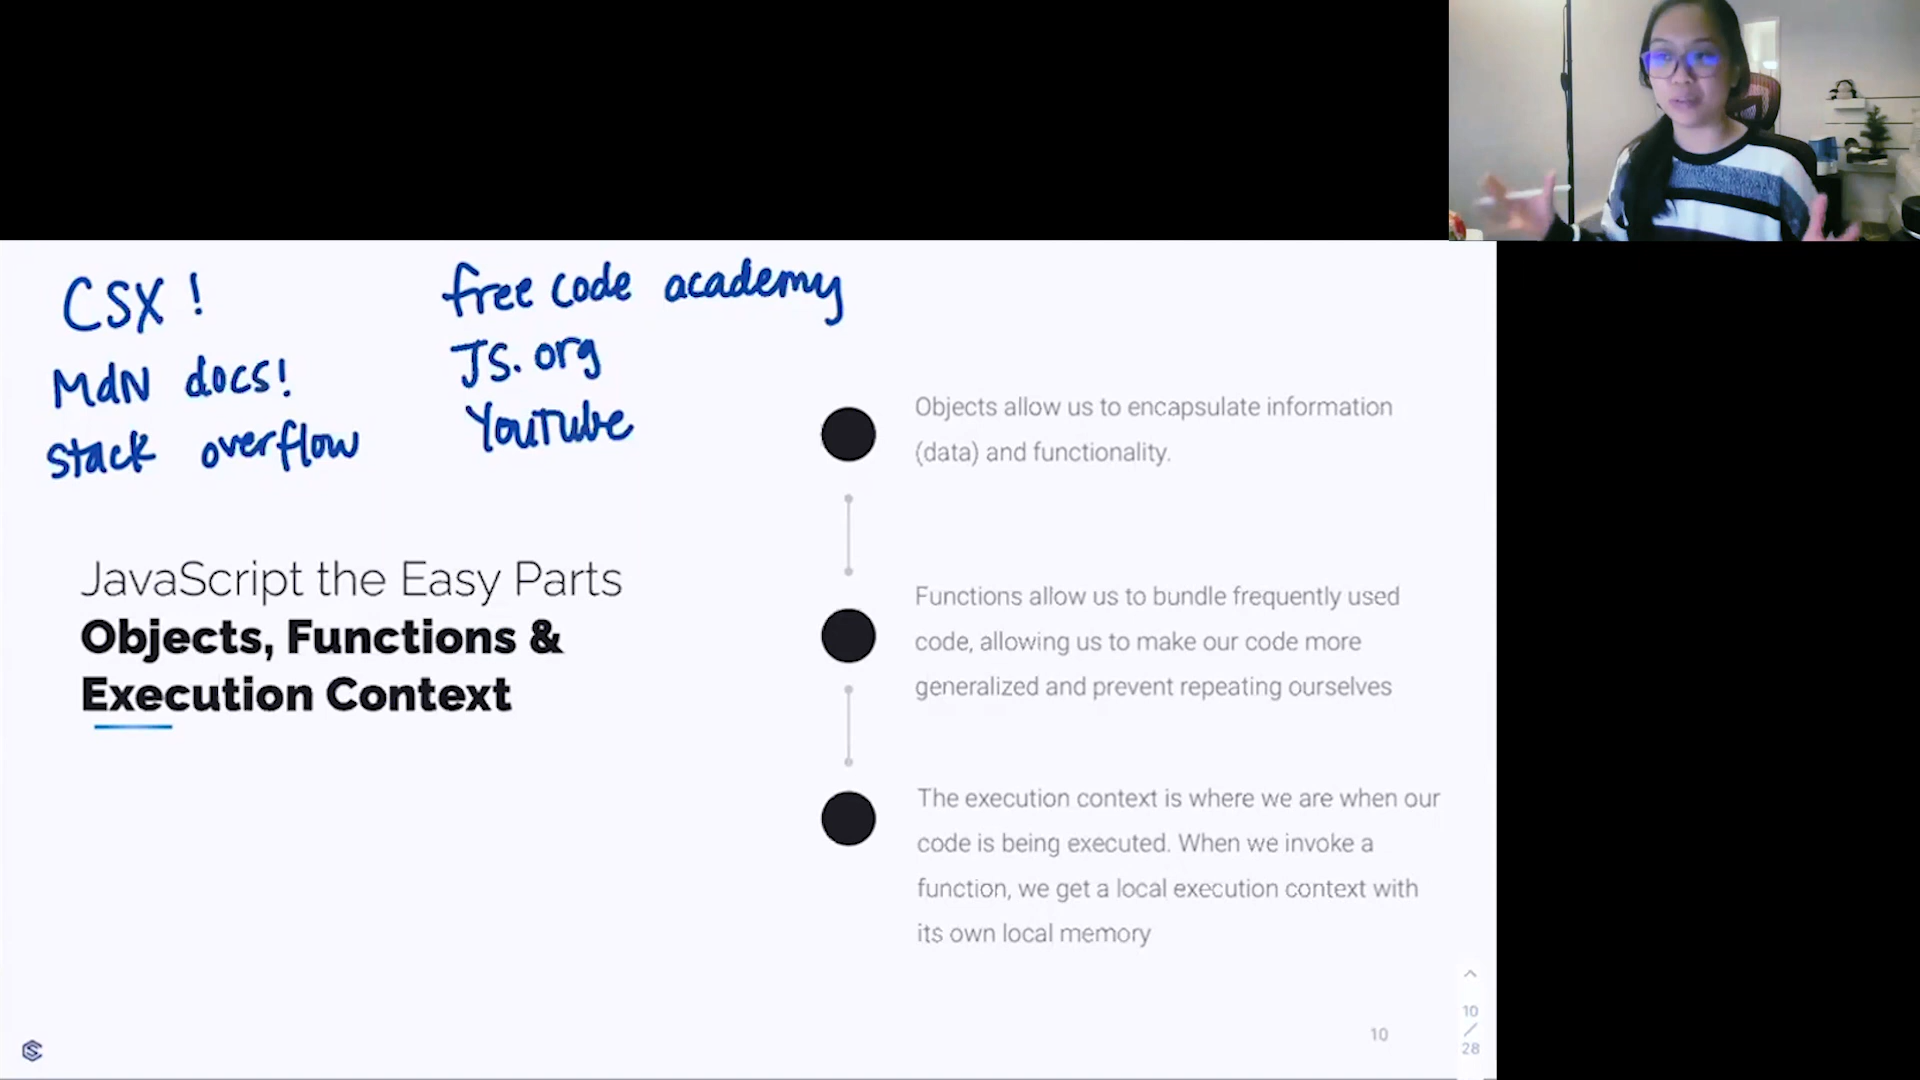 CSX !
MdN docs!
stack overflow
free code academy
JS.org
YouTube
JavaScript the Easy Parts
Objects, Functions &
Execution Context
Objects allow us to encapsulate information
(data) and functionality.
Functions allow us to bundle frequently used
code, allowing us to make our code more
generalized and prevent repeating ourselves
The execution context is where we are when our
code is being executed. When we invoke a
function, we get a local execution context with
its own local memory
10
10
/
28